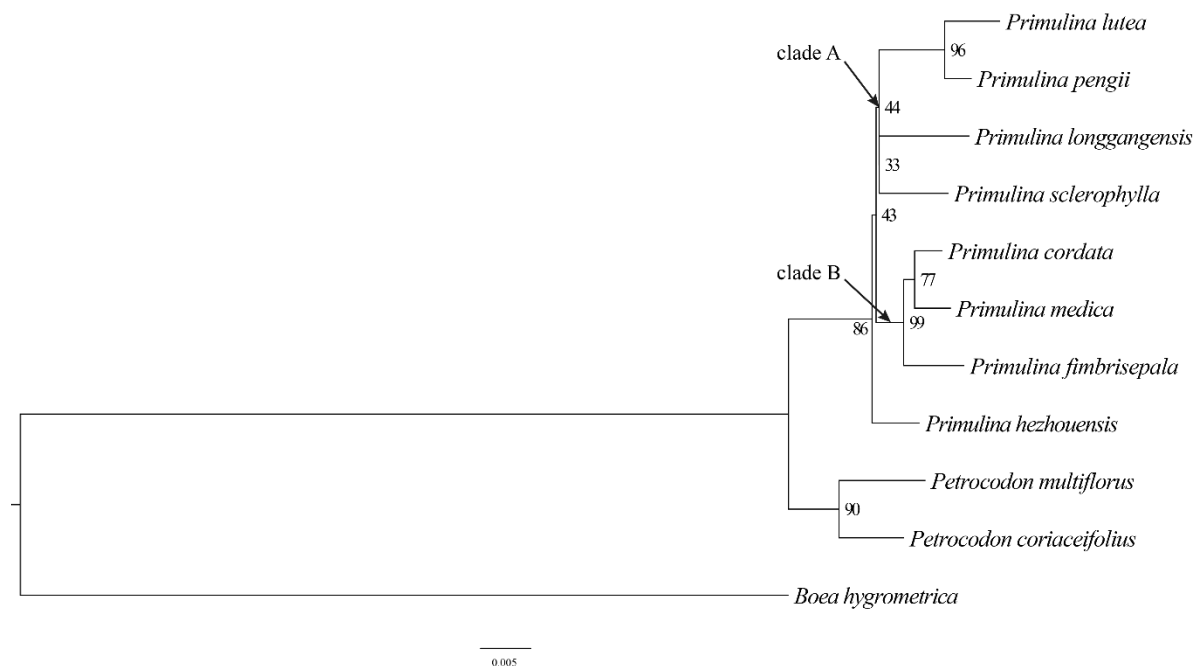 Primulina lutea
clade A
96
Primulina pengii
44
Primulina longgangensis
33
Primulina sclerophylla
43
Primulina cordata
clade B
77
Primulina medica
99
86
Primulina fimbrisepala
Primulina hezhouensis
Petrocodon multiflorus
90
Petrocodon coriaceifolius
Boea hygrometrica
0.005